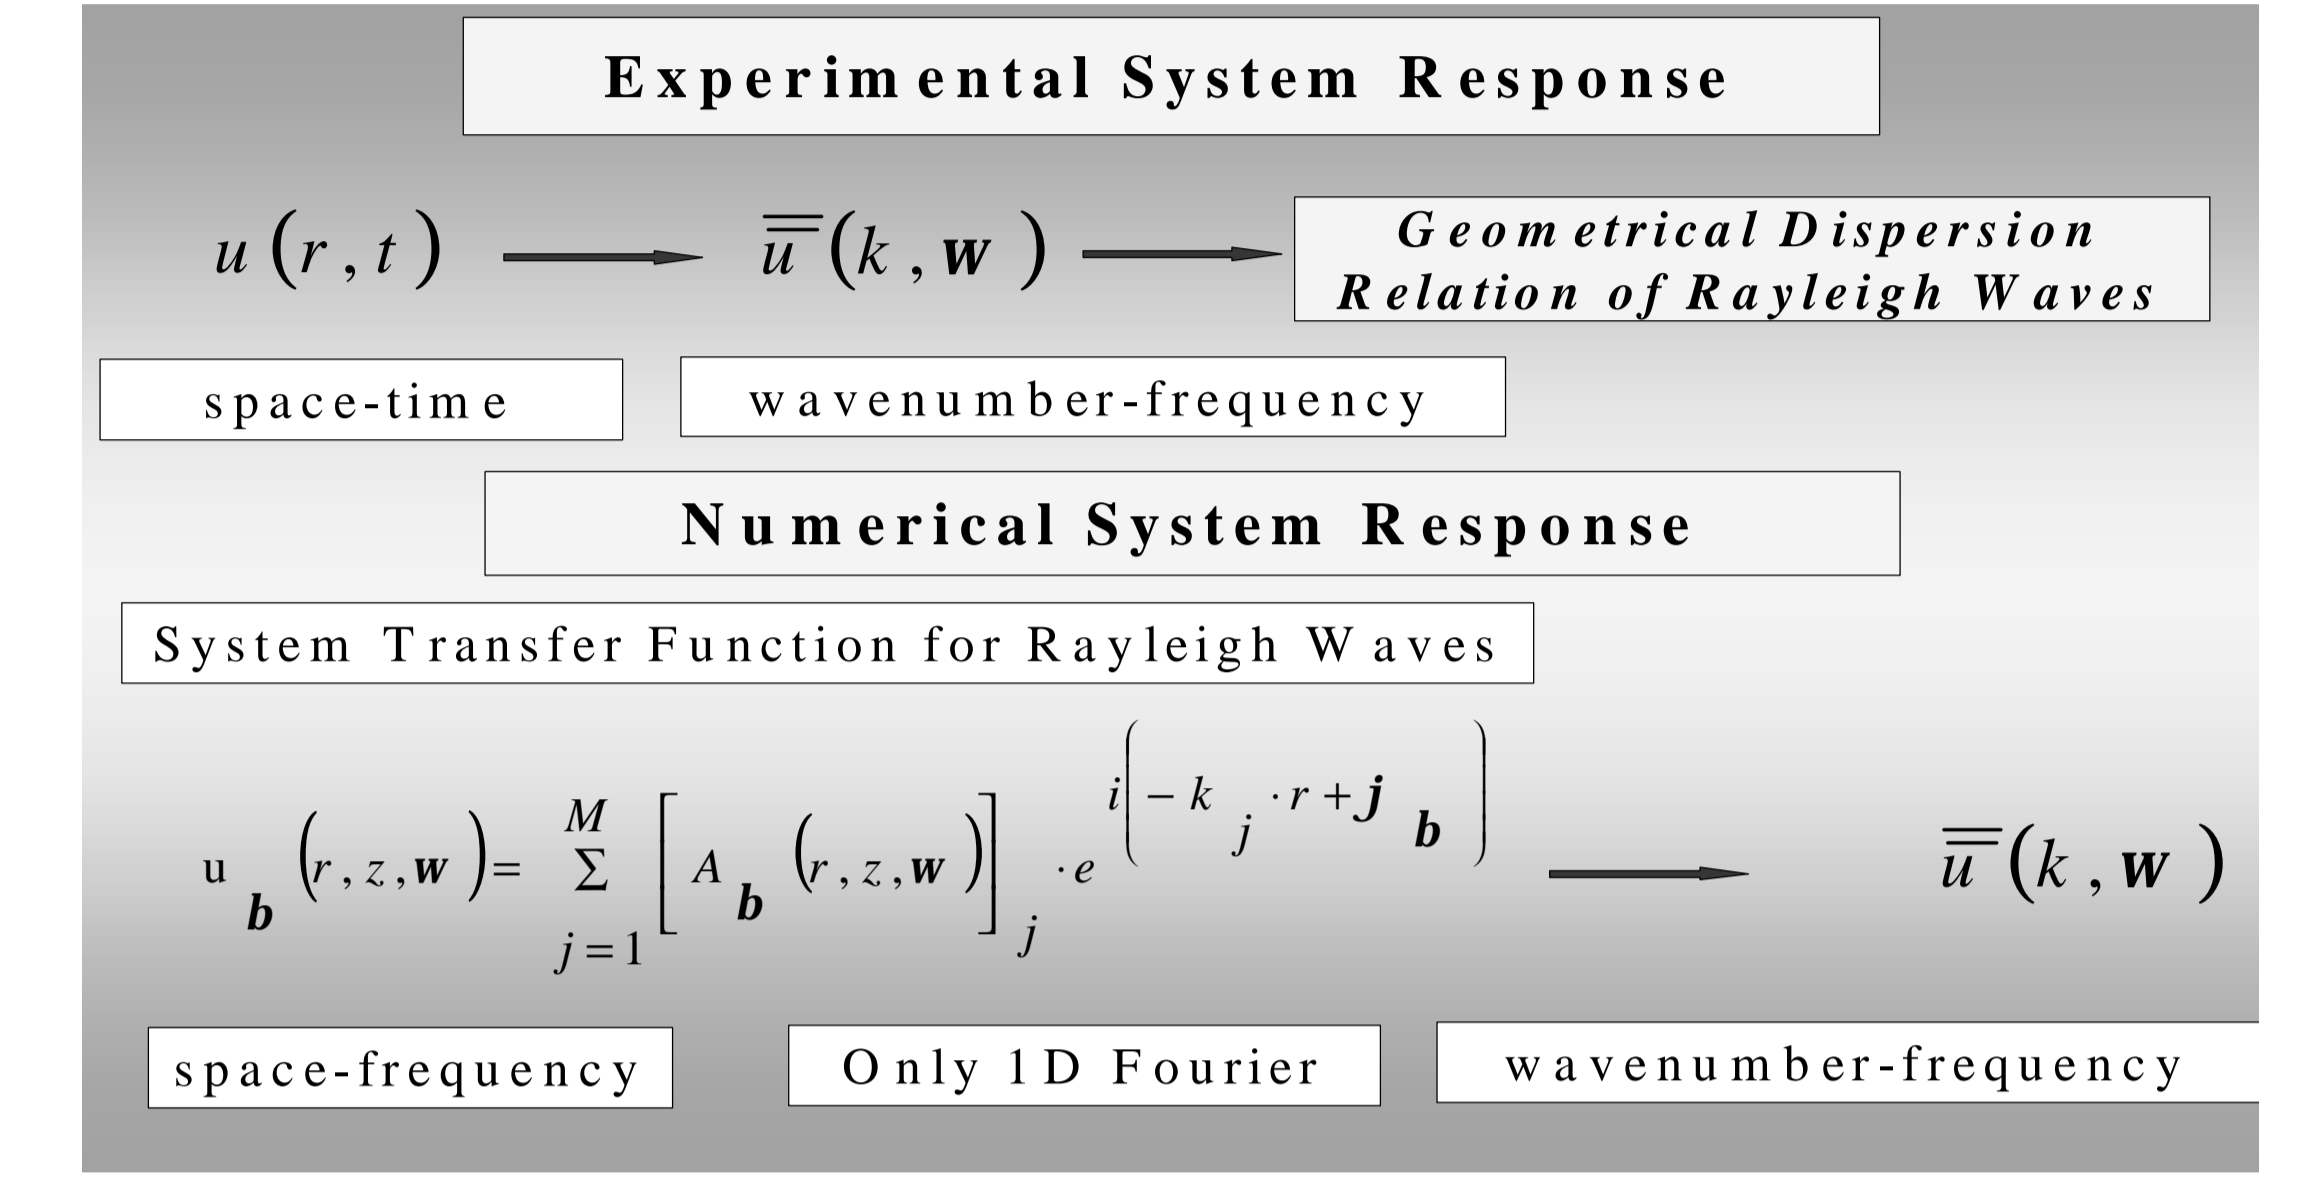 Experimental System Response
u(r,t) → u̿(k,w) → Geometrical Dispersion
Relation of Rayleigh Waves
space-time wavenumber-frequency
Numerical System Response
System Transfer Function for Rayleigh Waves
u_b(r,z,w) = Σ_{j=1}^{M} [A_b(r,z,w)]_j · e^{i(−k_j · r + j_b)} → u̿(k,w)
space-frequency Only 1D Fourier wavenumber-frequency